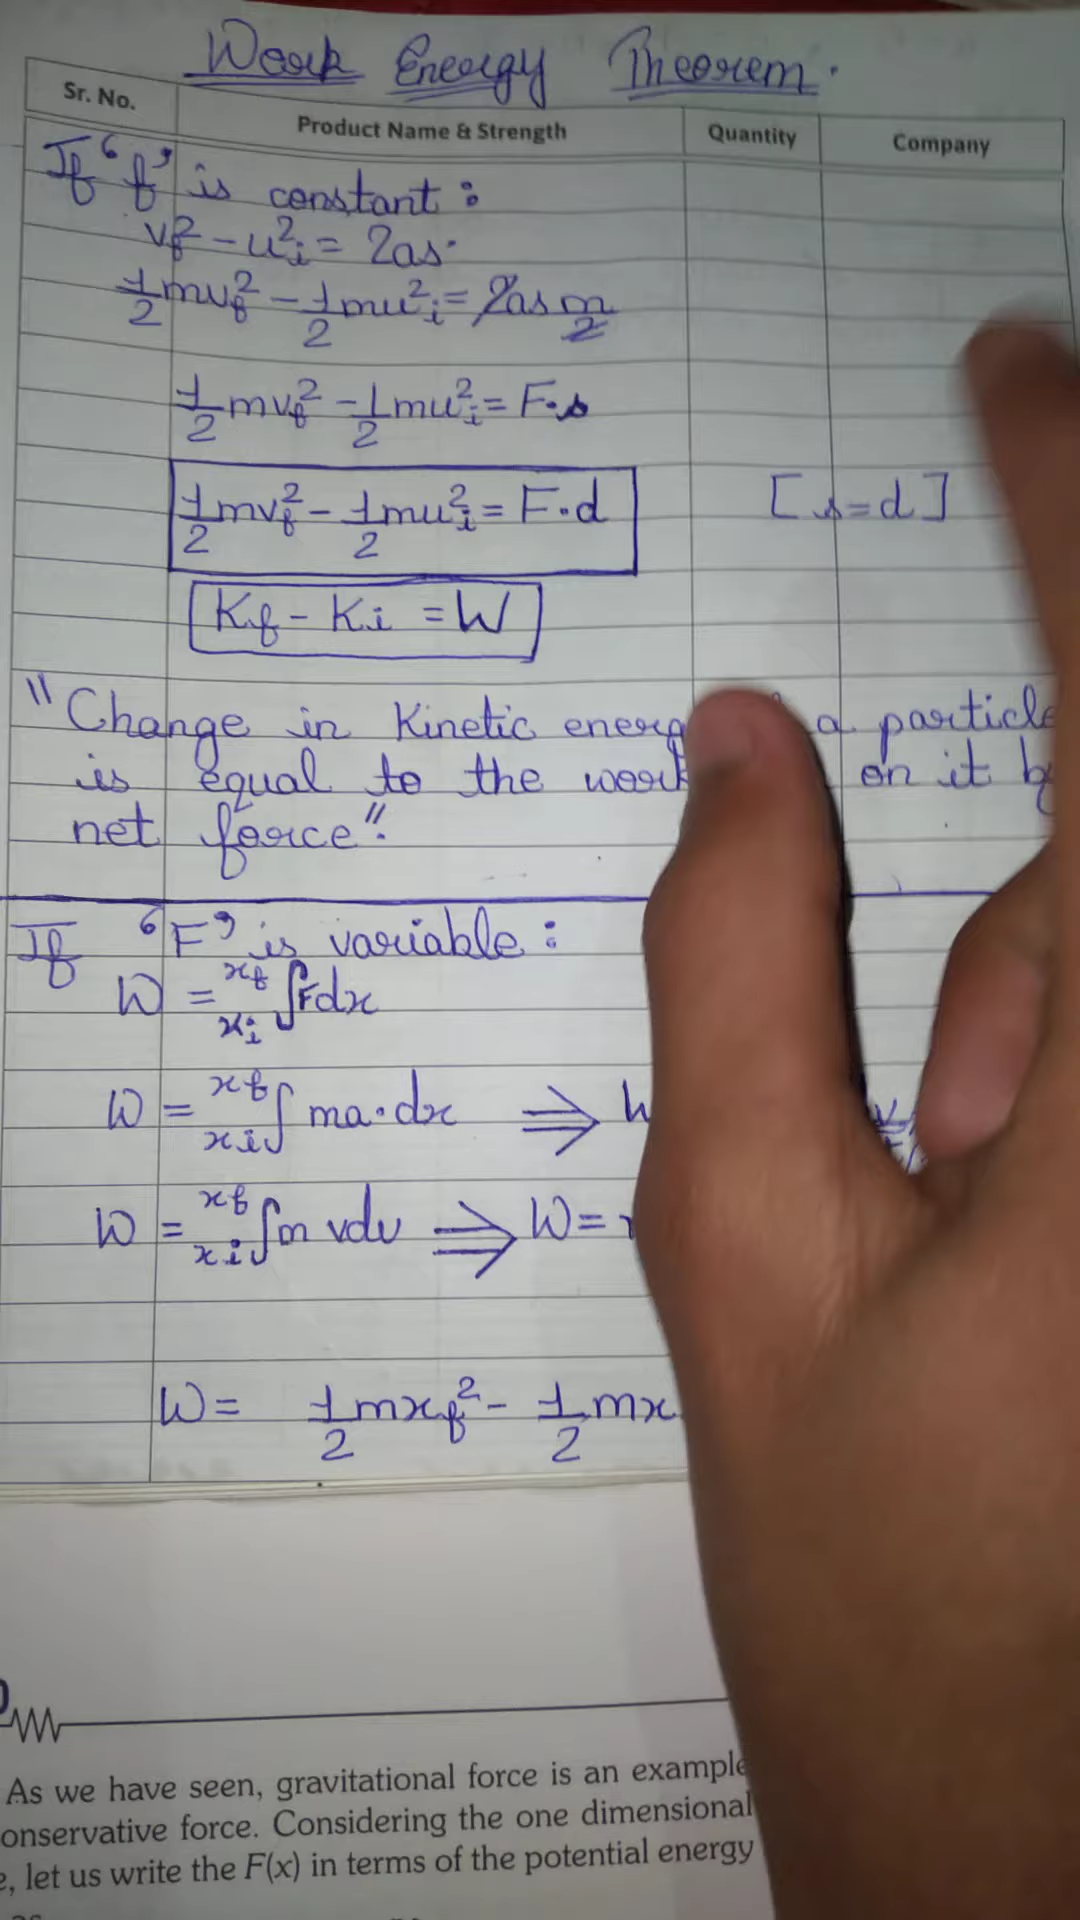 Work Energy Theorem.
Sr. No. Product Name & Strength Quantity Company
If 'f' is constant :
vf² - ui² = 2as.
1/2 mvf² - 1/2 mui² = 2as m/2
1/2 mvf² - 1/2 mui² = F.s
1/2 mvf² - 1/2 mui² = F.d [s=d]
Kf - Ki = W
"Change in Kinetic a particle
is equal to the work on it
net force".
If 'F' is variable :
W = xf xi ∫Fdx
W = xf xi ∫ ma.dx ⇒
W = xf xi ∫m vdv ⇒ W =
W = 1/2 mxf² - 1/2 mx
As we have seen, gravitational force is an example
onservative force. Considering the one dimensional
, let us write the F(x) in terms of the potential energy